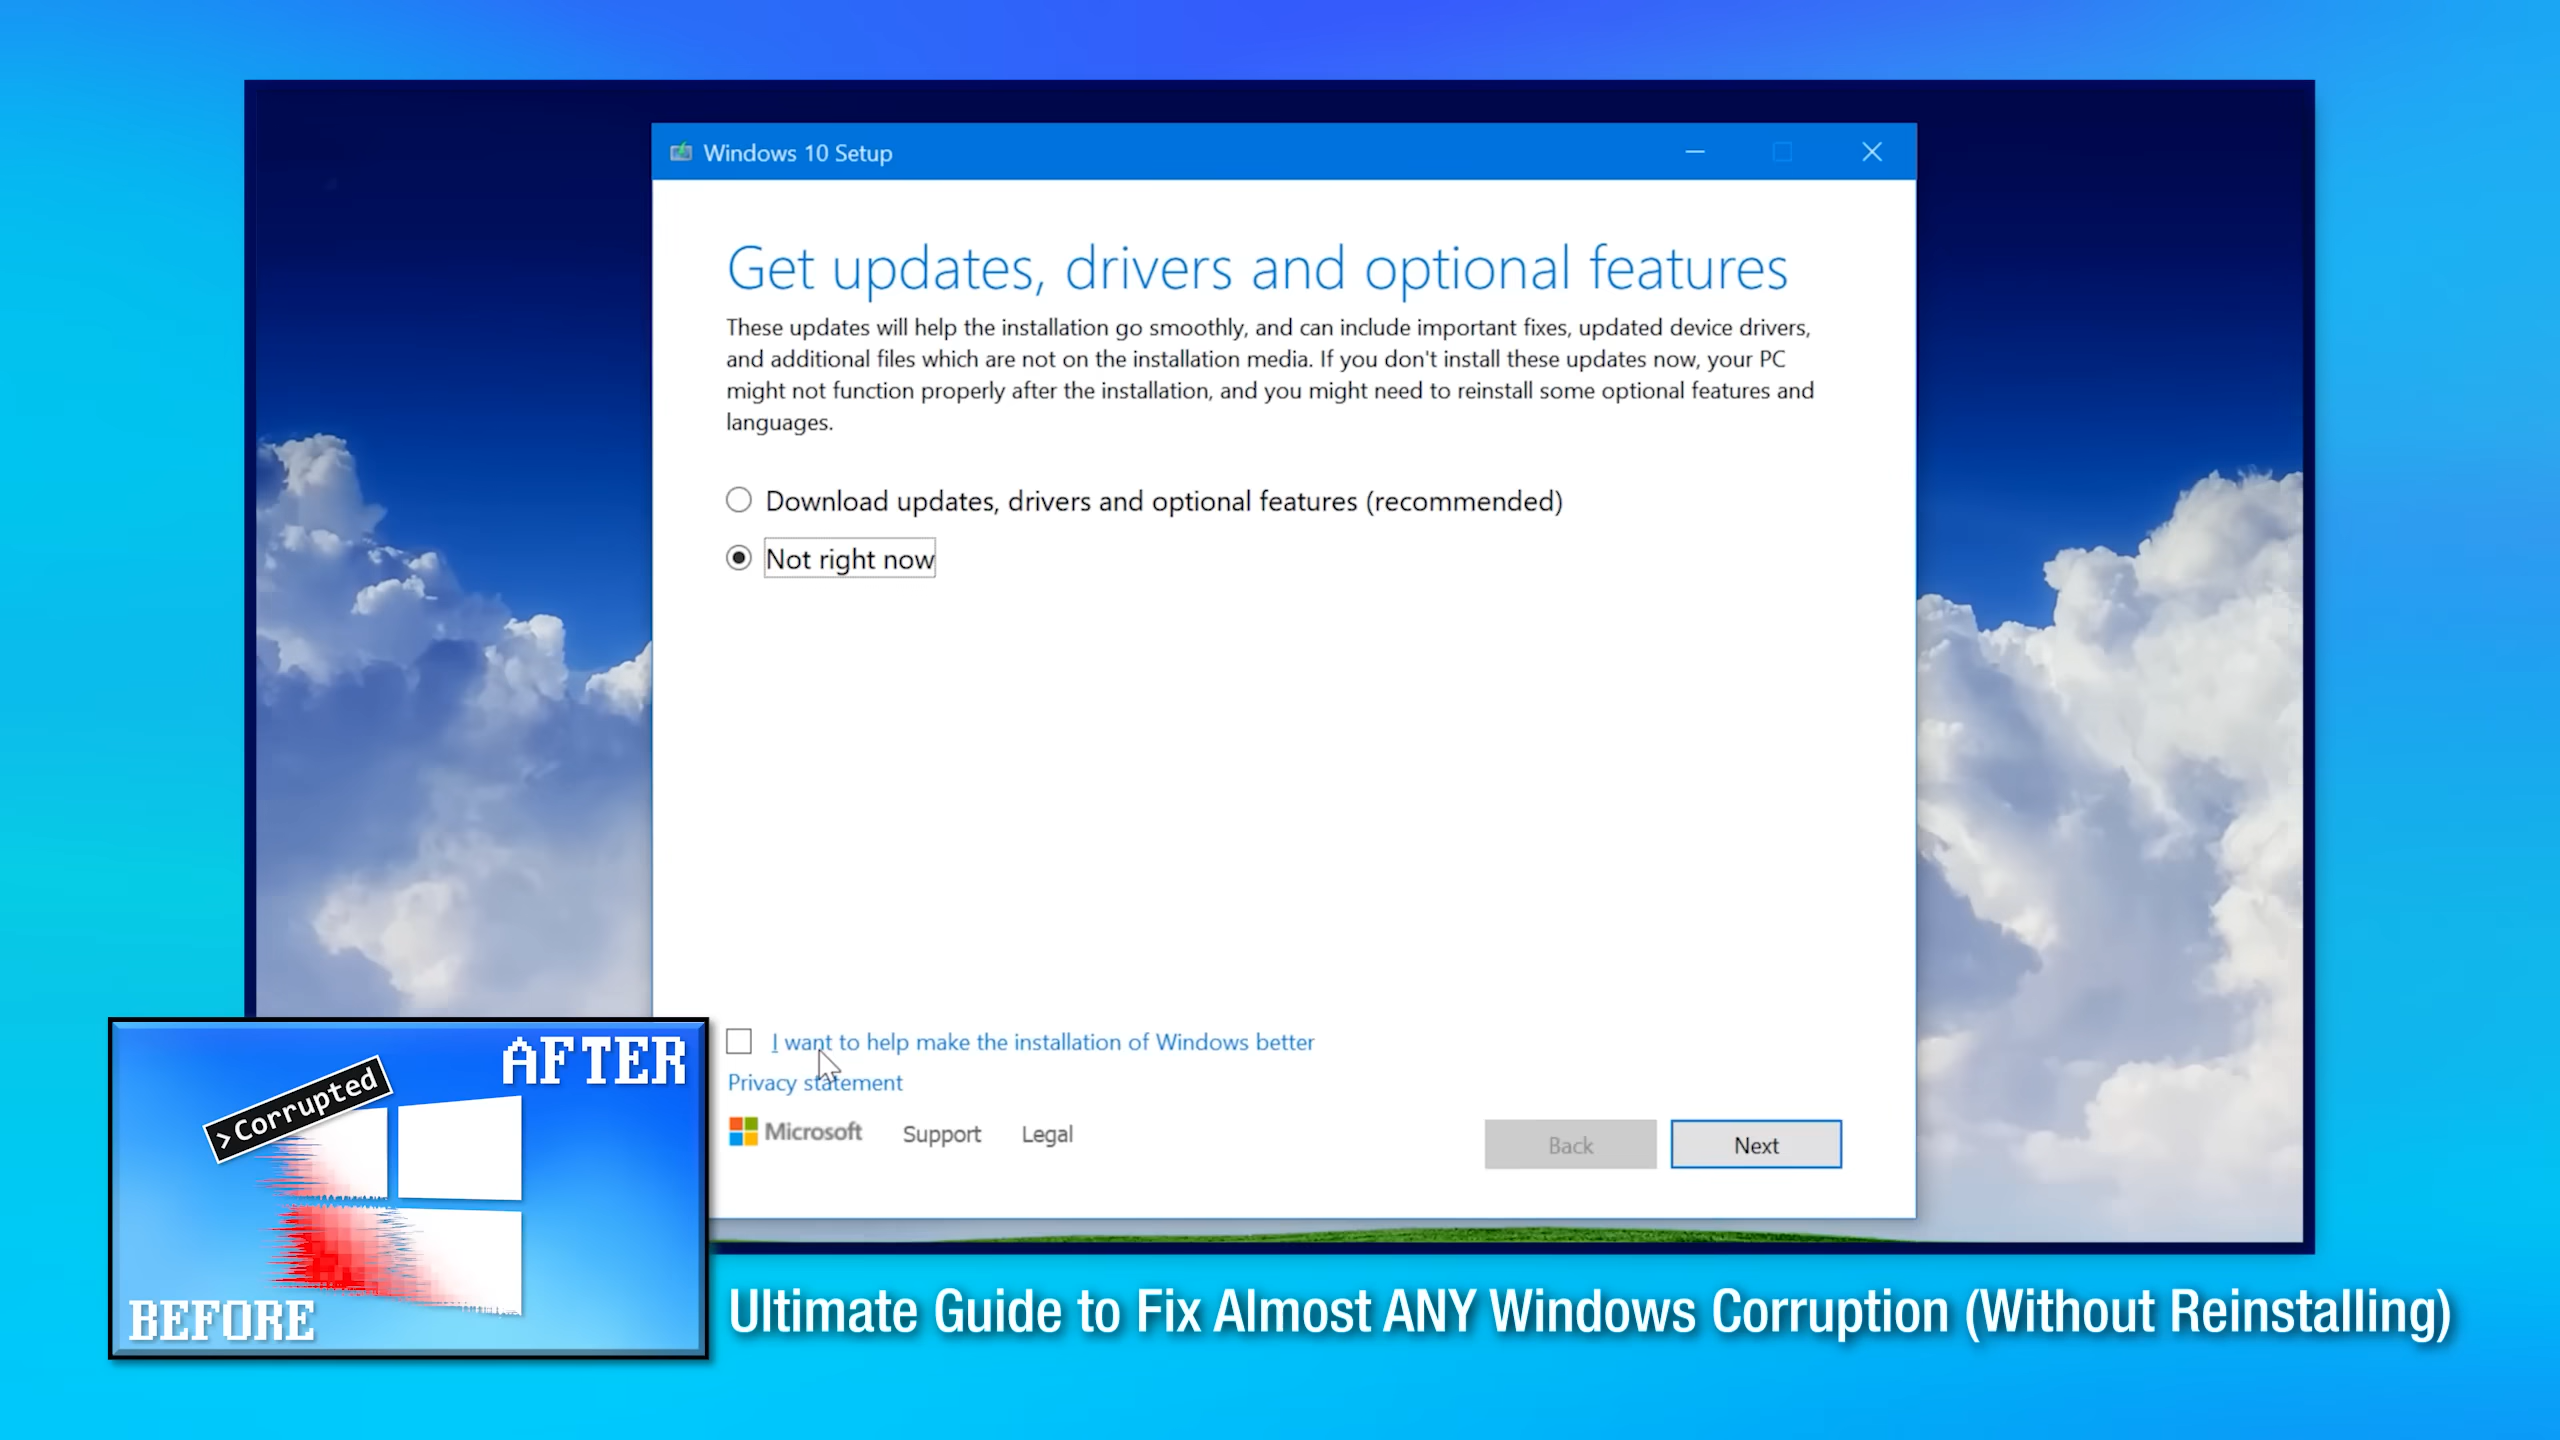 Windows 10 Setup
Get updates, drivers and optional features
These updates will help the installation go smoothly, and can include important fixes, updated device drivers,
and additional files which are not on the installation media. If you don't install these updates now, your PC
might not function properly after the installation, and you might need to reinstall some optional features and
languages.
Download updates, drivers and optional features (recommended)
Not right now
I want to help make the installation of Windows better
Privacy statement
Microsoft Support Legal
Back Next
AFTER
>Corrupted
BEFORE
Ultimate Guide to Fix Almost ANY Windows Corruption (Without Reinstalling)